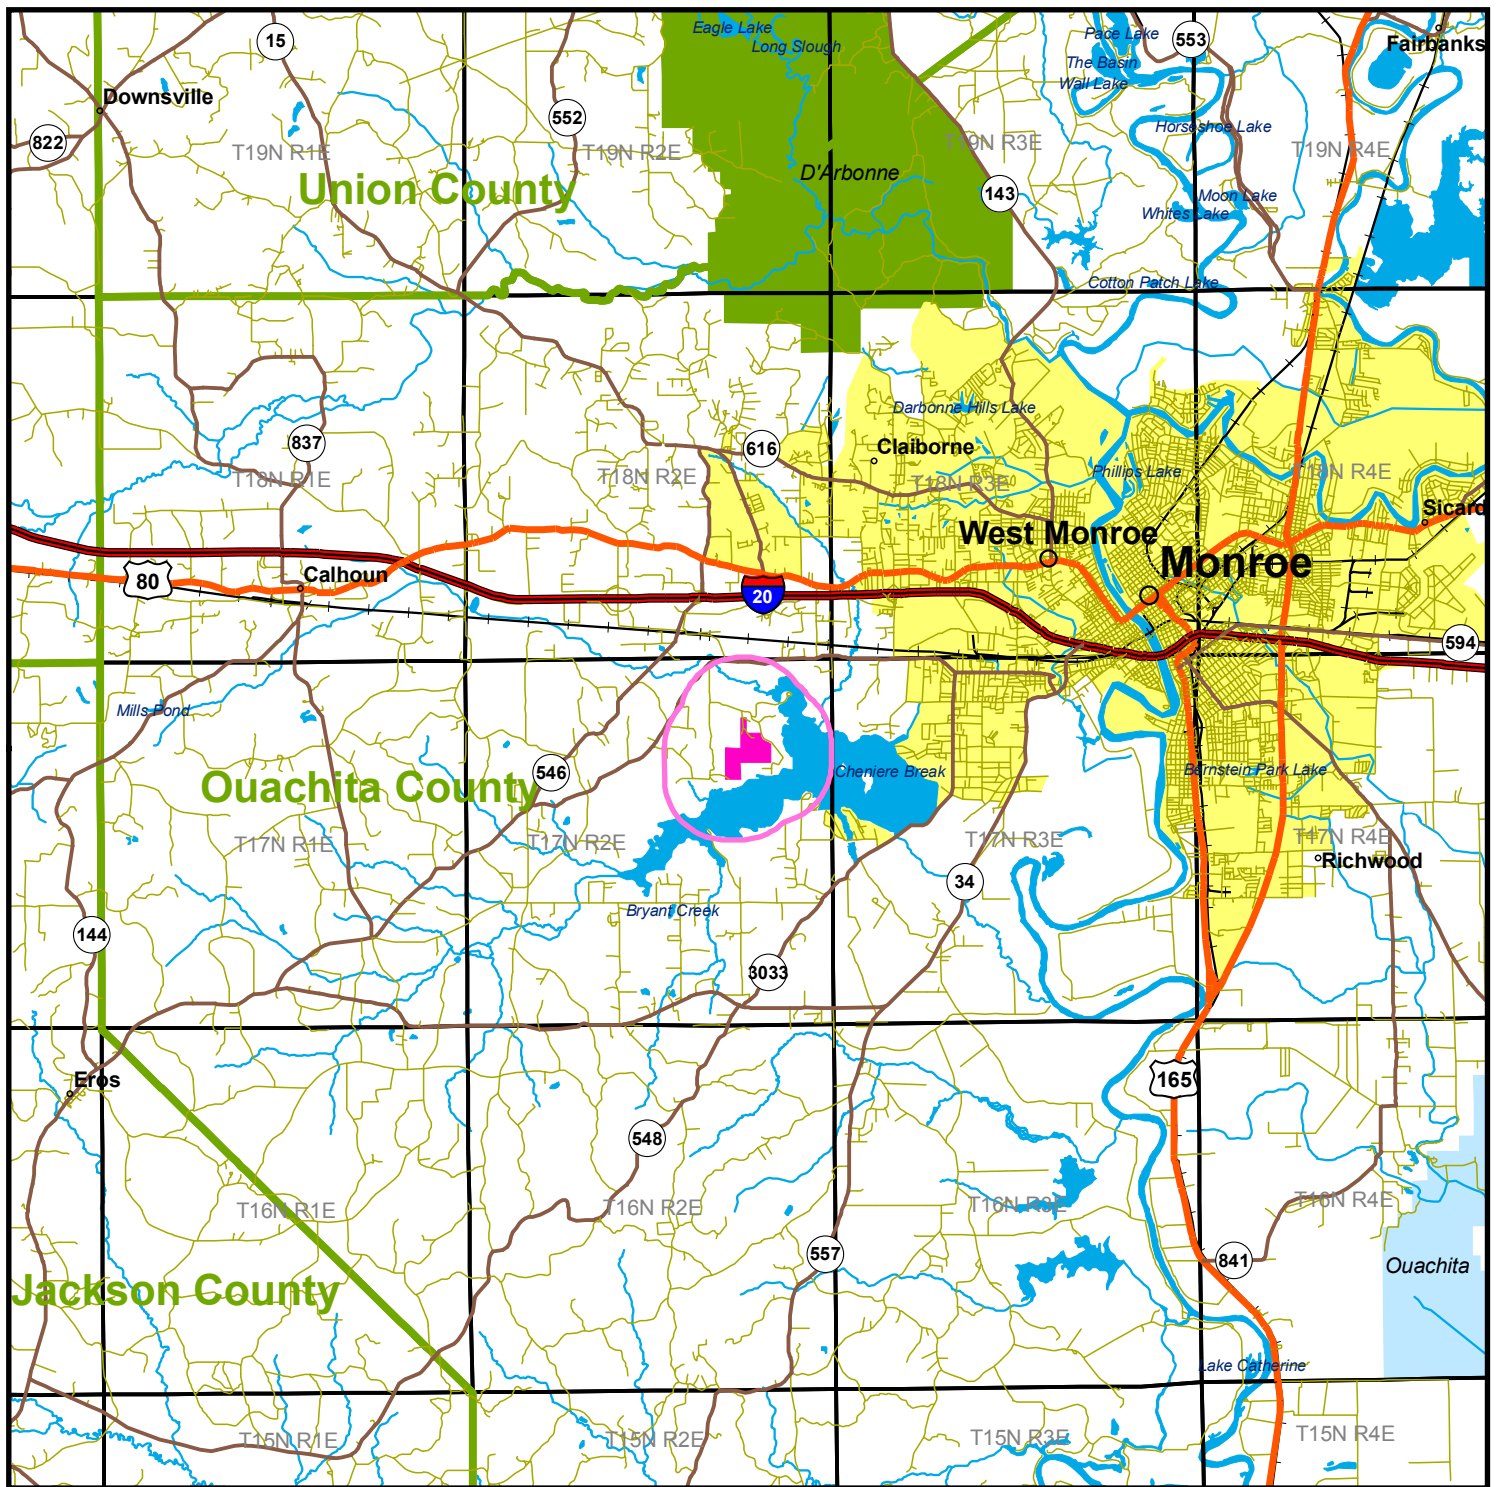 Eagle Lake
Long Slough
Pace Lake
553
Fairbanks
15
The Basin
Wall Lake
Downsville
552
Horseshoe Lake
822
T19N R1E
T19N R2E
T19N R3E
T19N R4E
D'Arbonne
Union County
143
Moon Lake
Whites Lake
Cotton Patch Lake
Darbonne Hills Lake
837
616
Claiborne
T18N R1E
T18N R2E
T18N R3E
Phillips Lake
T18N R4E
Sicard
West Monroe
Monroe
80
Calhoun
20
594
Mills Pond
546
Cheniere Break
Bernstein Park Lake
Ouachita County
T17N R1E
T17N R2E
T17N R3E
T17N R4E
Richwood
34
Bryant Creek
144
3033
Eros
165
548
T16N R1E
T16N R2E
T16N R3E
T16N R4E
557
841
Ouachita
Jackson County
Lake Catherine
T15N R1E
T15N R2E
T15N R3E
T15N R4E